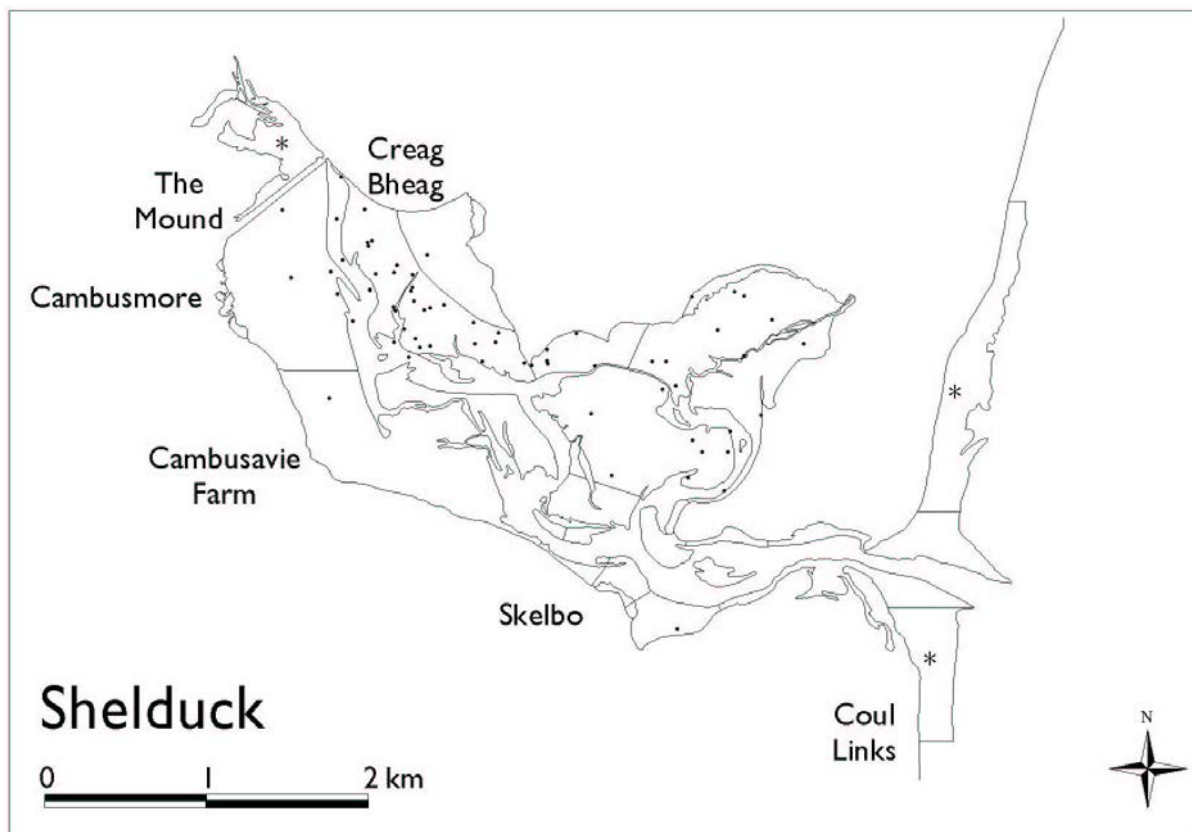 *
Creag
Bheag
The
Mound
Cambusmore
*
Cambusavie
Farm
Skelbo
*
Shelduck
Coul
Links
N
0 1 2 km